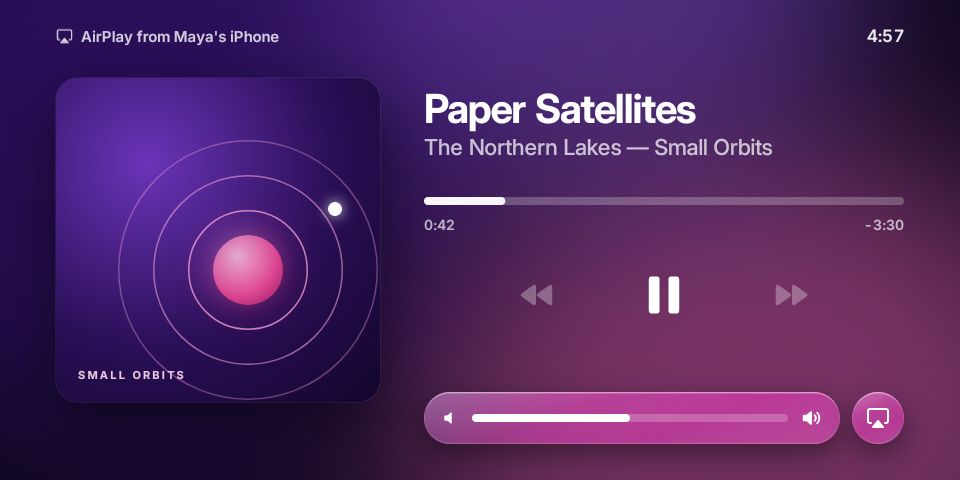 AirPlay from Maya's iPhone
4:57
Paper Satellites
The Northern Lakes — Small Orbits
0:42
-3:30
SMALL ORBITS